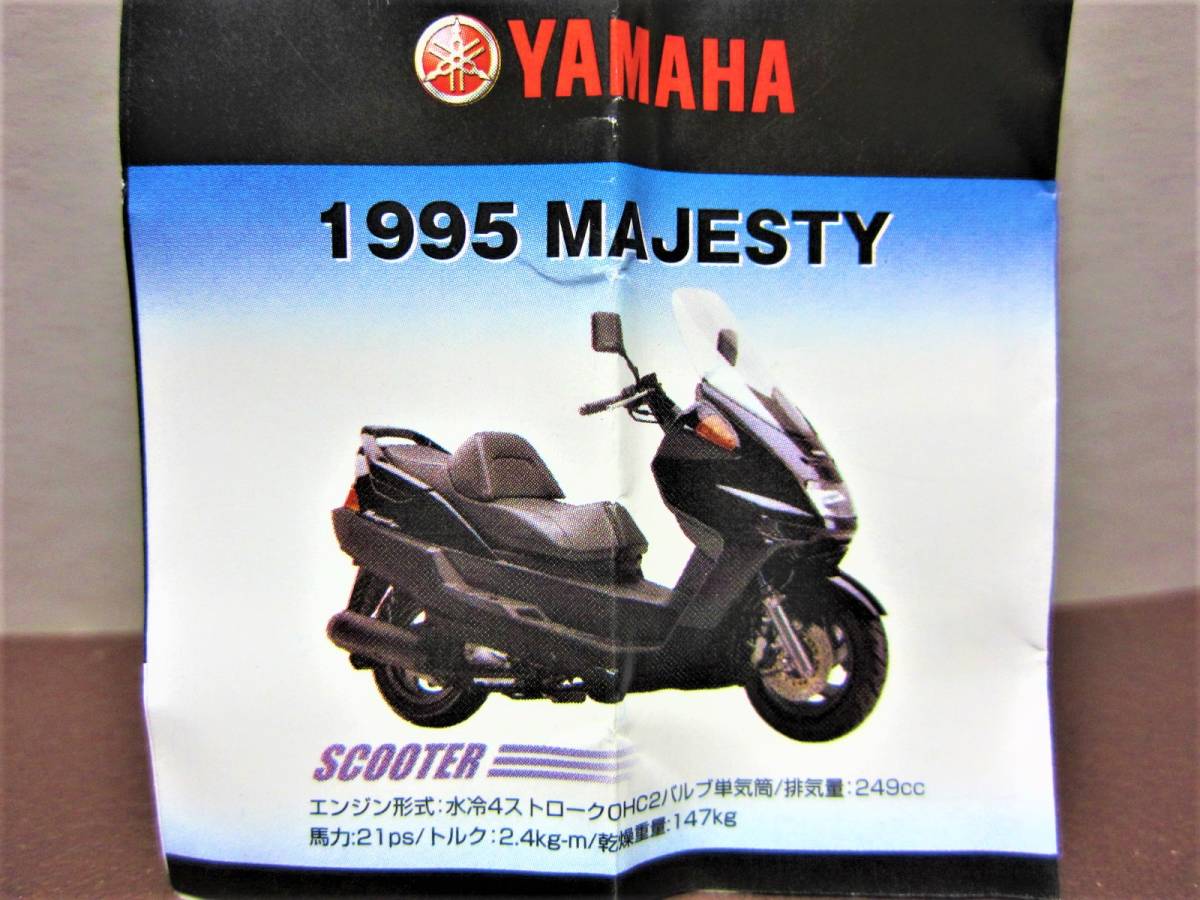 YAMAHA
1995 MAJESTY
SCOOTER
エンジン形式:水冷4ストロークOHC2バルブ単気筒/排気量:249cc
馬力:21ps/トルク:2.4kg-m/乾燥重量:147kg